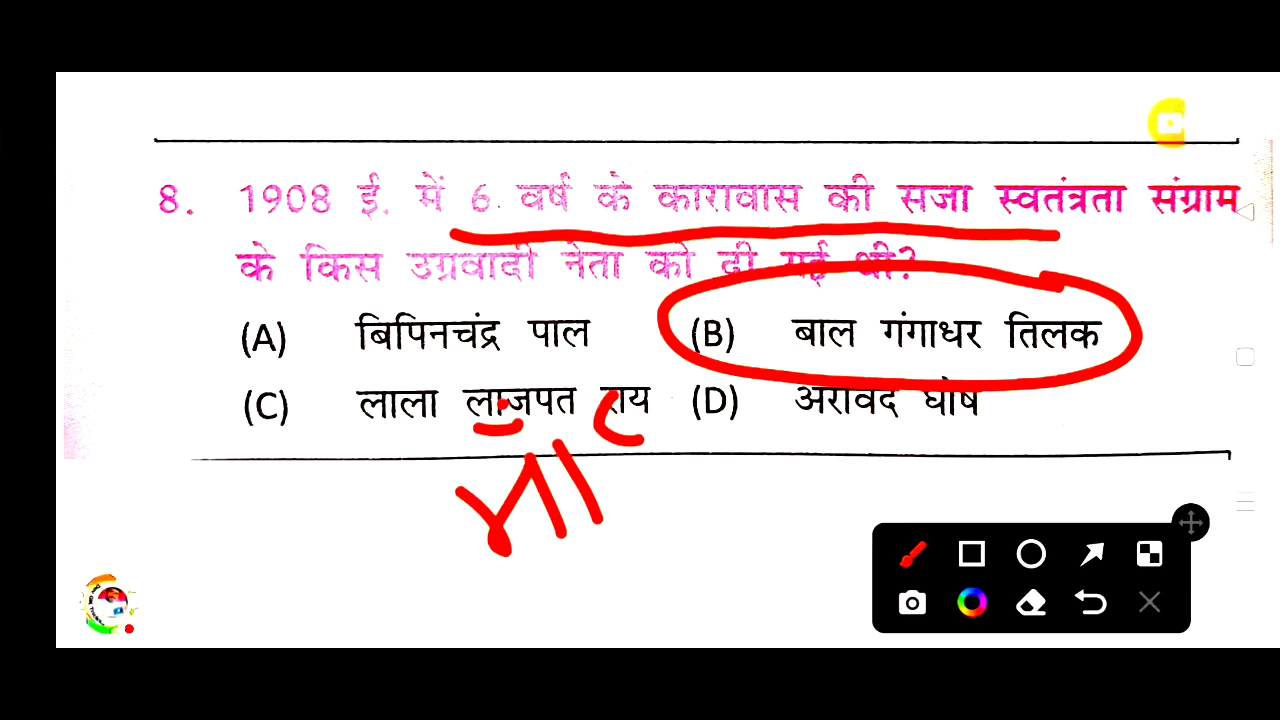 8. 1908 ई. में 6 वर्ष के कारावास की सजा स्वतंत्रता संग्राम
के किस उग्रवादी नेता को दी गई थी?
(A) बिपिनचंद्र पाल (B) बाल गंगाधर तिलक
(C) लाला लाजपत राय (D) अरविंद घोष